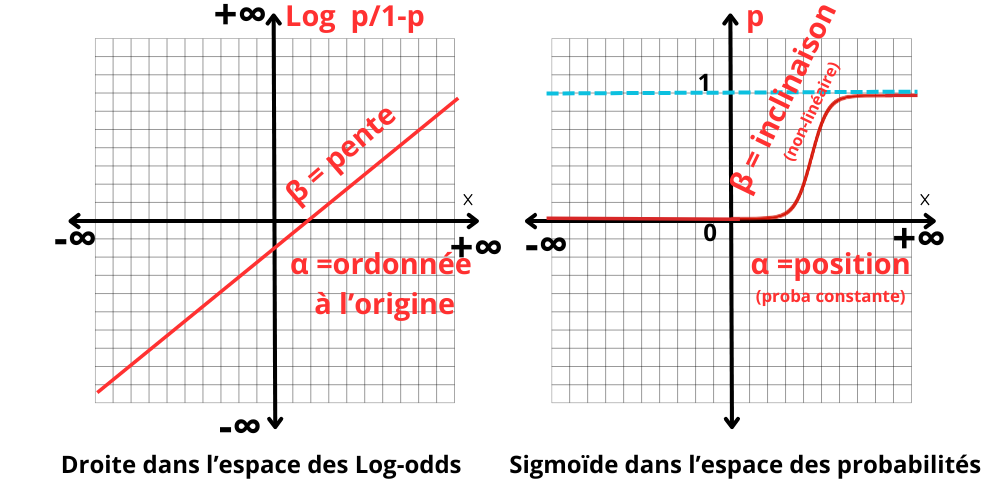 +∞
Log p/1-p
β = pente
x
-∞
+∞
α =ordonnée
à l’origine
-∞
Droite dans l’espace des Log-odds
p
1
β = inclinaison
(non-linéaire)
x
0
-∞
+∞
α =position
(proba constante)
Sigmoïde dans l’espace des probabilités